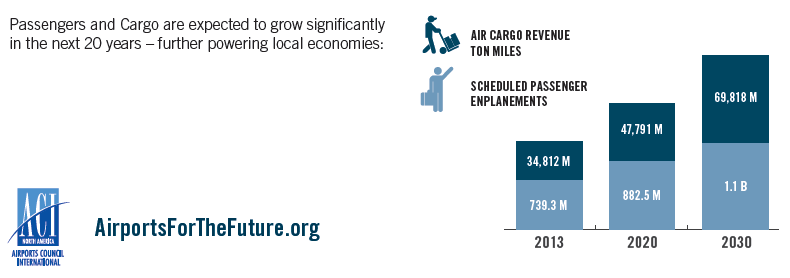 Passengers and Cargo are expected to grow significantly
in the next 20 years – further powering local economies:
AIR CARGO REVENUE
TON MILES
SCHEDULED PASSENGER
ENPLANEMENTS
34,812 M
739.3 M
2013
47,791 M
882.5 M
2020
69,818 M
1.1 B
2030
ACI
NORTH AMERICA
AIRPORTS COUNCIL
INTERNATIONAL
AirportsForTheFuture.org